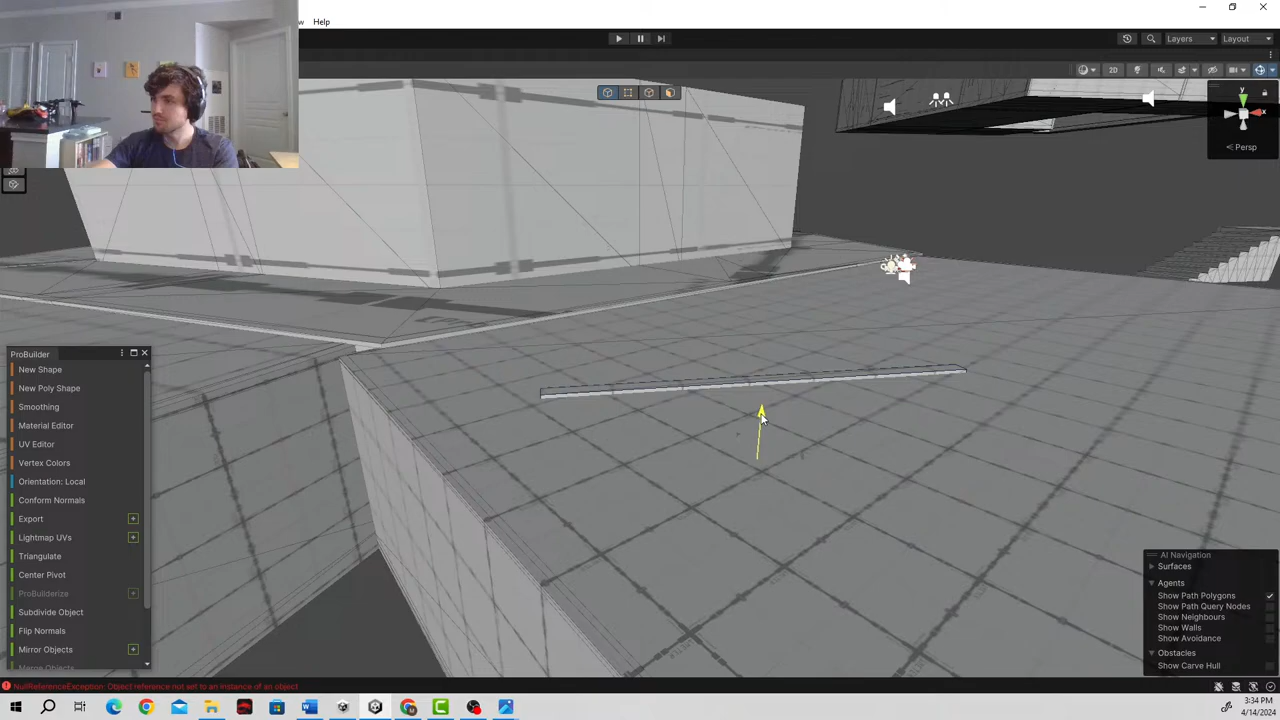 Help
Layers
Layout
2D
y
x
Persp
ProBuilder
New Shape
New Poly Shape
Smoothing
Material Editor
UV Editor
Vertex Colors
Orientation: Local
Conform Normals
Export
Lightmap UVs
Triangulate
Center Pivot
ProBuilderize
Subdivide Object
Flip Normals
Mirror Objects
Merge Objects
AI Navigation
Surfaces
Agents
Show Path Polygons
Show Path Query Nodes
Show Neighbours
Show Walls
Show Avoidance
Obstacles
Show Carve Hull
NullReferenceException: Object reference not set to an instance of an object
3:34 PM
4/14/2024